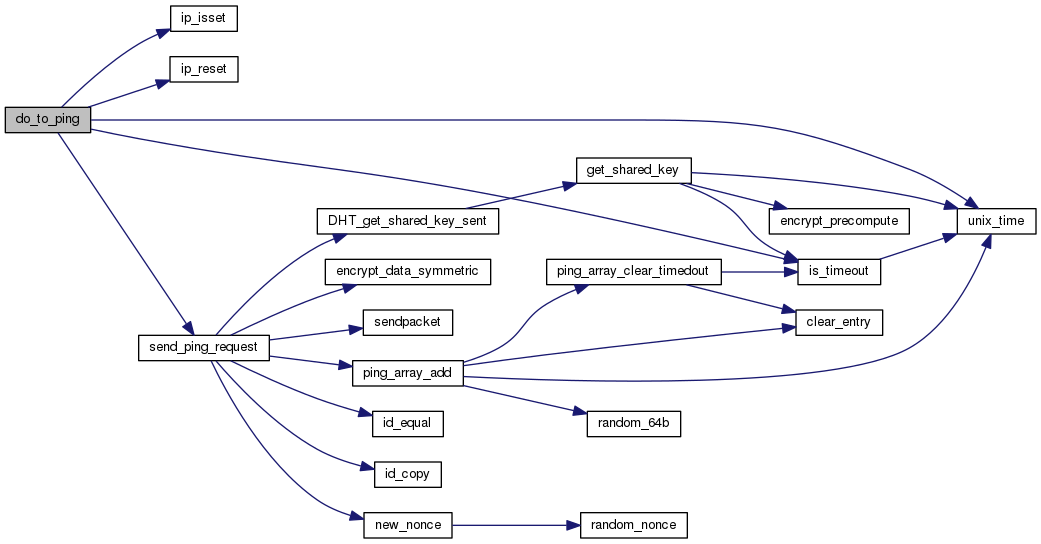 ip_isset
ip_reset
do_to_ping
get_shared_key
DHT_get_shared_key_sent
encrypt_precompute
unix_time
encrypt_data_symmetric
ping_array_clear_timedout
is_timeout
sendpacket
clear_entry
send_ping_request
ping_array_add
id_equal
random_64b
id_copy
new_nonce
random_nonce